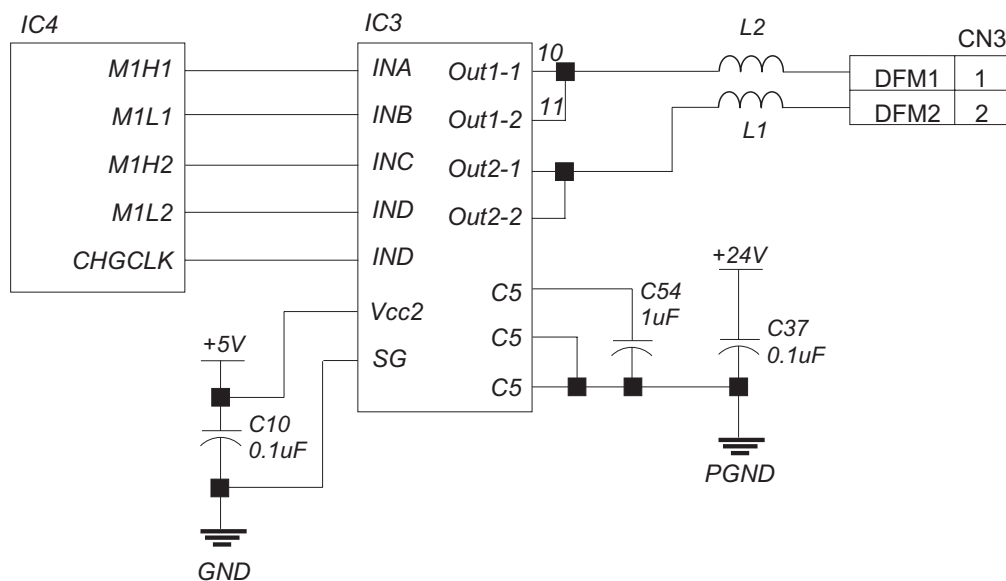 IC4
IC3
L2
CN3
M1H1
INA
Out1-1
10
DFM1
1
M1L1
INB
Out1-2
11
L1
DFM2
2
M1H2
INC
Out2-1
M1L2
IND
Out2-2
CHGCLK
IND
+24V
C5
C54
1uF
Vcc2
C37
0.1uF
C5
+5V
SG
C5
C10
0.1uF
PGND
GND